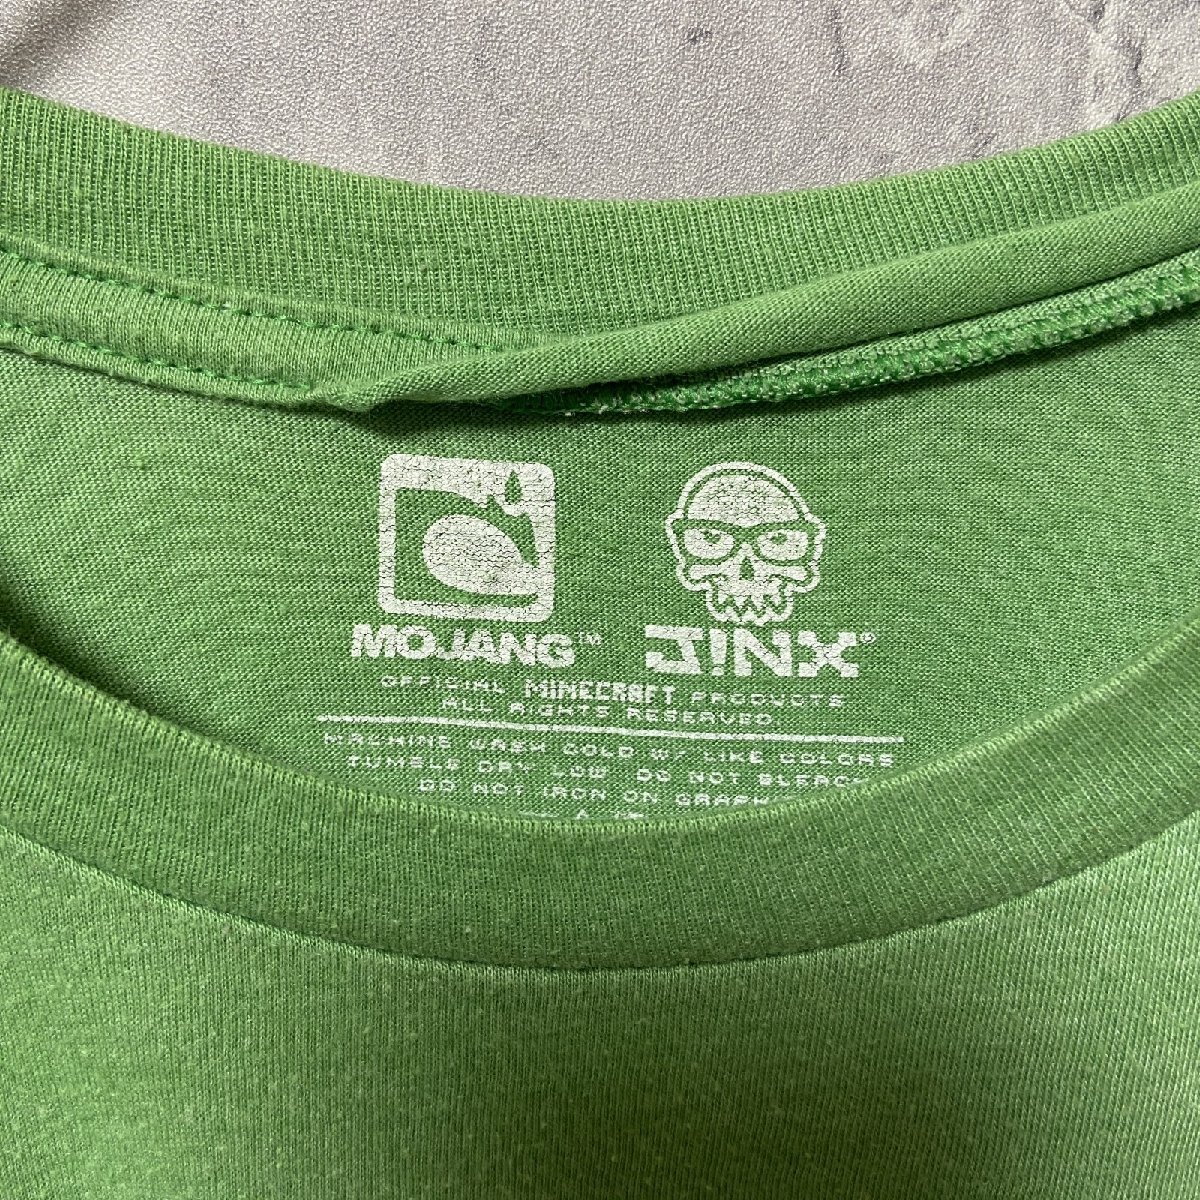 MOJANG™ J!NX®
OFFICIAL MINECRAFT PRODUCTS
ALL RIGHTS RESERVED
MACHINE WASH COLD W/ LIKE COLORS
TUMBLE DRY LOW DO NOT BLEACH
DO NOT IRON ON